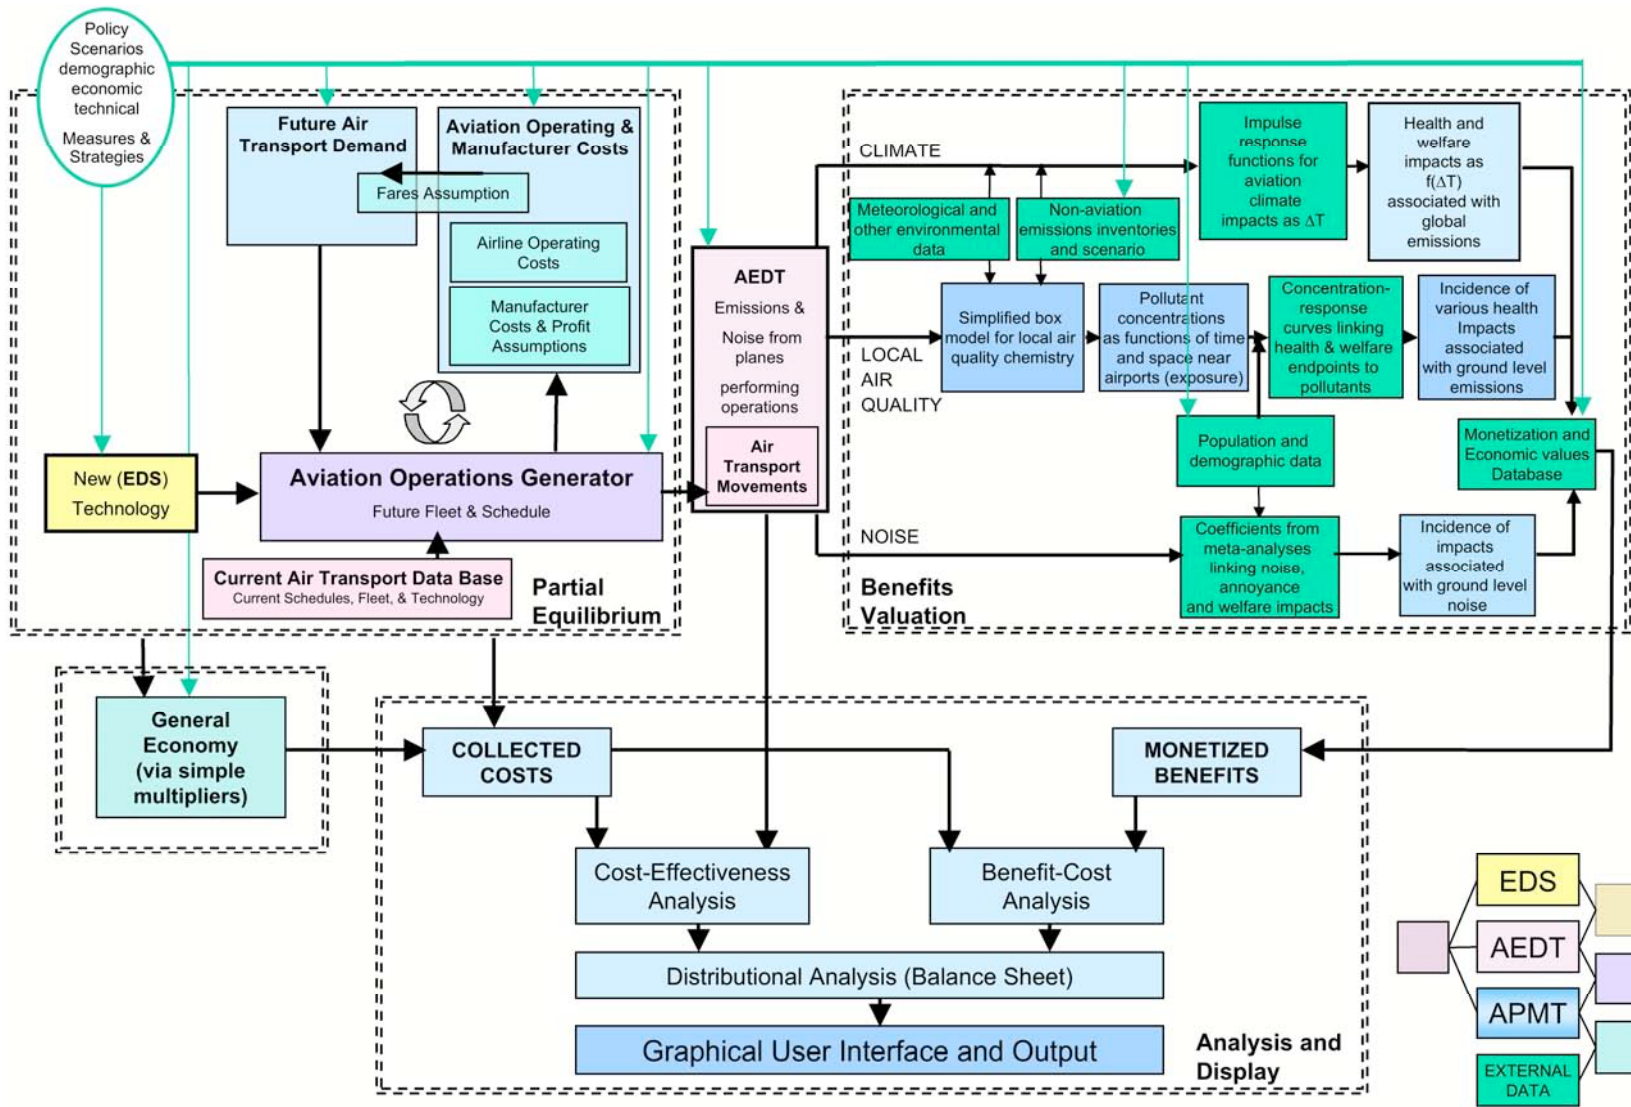 Policy
Scenarios
demographic
economic
technical
Measures &
Strategies
Future Air
Transport Demand
Aviation Operating &
Manufacturer Costs
Fares Assumption
Airline Operating
Costs
Manufacturer
Costs & Profit
Assumptions
New (EDS)
Technology
Aviation Operations Generator
Future Fleet & Schedule
Current Air Transport Data Base
Current Schedules, Fleet, & Technology
Partial
Equilibrium
AEDT
Emissions &
Noise from
planes
performing
operations
Air
Transport
Movements
CLIMATE
Meteorological and
other environmental
data
Non-aviation
emissions inventories
and scenario
Impulse
response
functions for
aviation
climate
impacts as ΔT
Health and
welfare
impacts as
f(ΔT)
associated with
global
emissions
LOCAL
AIR
QUALITY
Simplified box
model for local air
quality chemistry
Pollutant
concentrations
as functions of time
and space near
airports (exposure)
Concentration-
response
curves linking
health & welfare
endpoints to
pollutants
Incidence of
various health
Impacts
associated
with ground level
emissions
Population and
demographic data
Monetization and
Economic values
Database
NOISE
Coefficients from
meta-analyses
linking noise,
annoyance
and welfare impacts
Incidence of
impacts
associated
with ground level
noise
Benefits
Valuation
General
Economy
(via simple
multipliers)
COLLECTED
COSTS
MONETIZED
BENEFITS
Cost-Effectiveness
Analysis
Benefit-Cost
Analysis
Distributional Analysis (Balance Sheet)
Graphical User Interface and Output
Analysis and
Display
EDS
AEDT
APMT
EXTERNAL
DATA